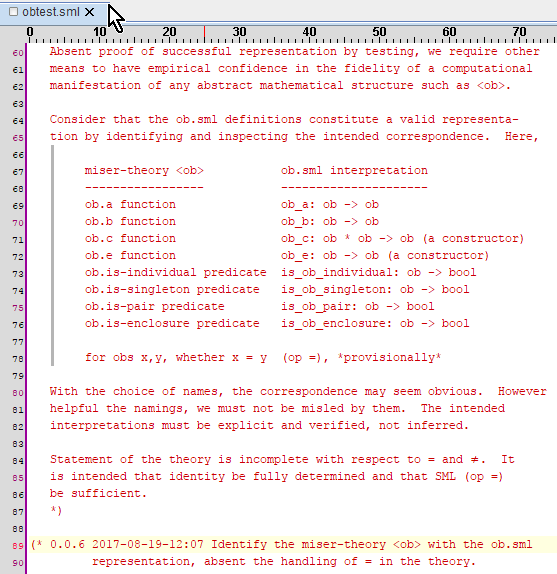 obtest.sml
0 10 20 30 40 50 60 70
60 Absent proof of successful representation by testing, we require other
61 means to have empirical confidence in the fidelity of a computational
62 manifestation of any abstract mathematical structure such as <ob>.
63
64 Consider that the ob.sml definitions constitute a valid representa-
65 tion by identifying and inspecting the intended correspondence.  Here,
66
67 miser-theory <ob> ob.sml interpretation
68 ----------------- ---------------------
69 ob.a function ob_a: ob -> ob
70 ob.b function ob_b: ob -> ob
71 ob.c function ob_c: ob * ob -> ob (a constructor)
72 ob.e function ob_e: ob -> ob (a constructor)
73 ob.is-individual predicate is_ob_individual: ob -> bool
74 ob.is-singleton predicate is_ob_singleton: ob -> bool
75 ob.is-pair predicate is_ob_pair: ob -> bool
76 ob.is-enclosure predicate is_ob_enclosure: ob -> bool
77
78 for obs x,y, whether x = y (op =), *provisionally*
79
80 With the choice of names, the correspondence may seem obvious.  However
81 helpful the namings, we must not be misled by them.  The intended
82 interpretations must be explicit and verified, not inferred.
83
84 Statement of the theory is incomplete with respect to = and ≠.  It
85 is intended that identity be fully determined and that SML (op =)
86 be sufficient.
87 *)
88
89 (* 0.0.6 2017-08-19-12:07 Identify the miser-theory <ob> with the ob.sml
90 representation, absent the handling of = in the theory.